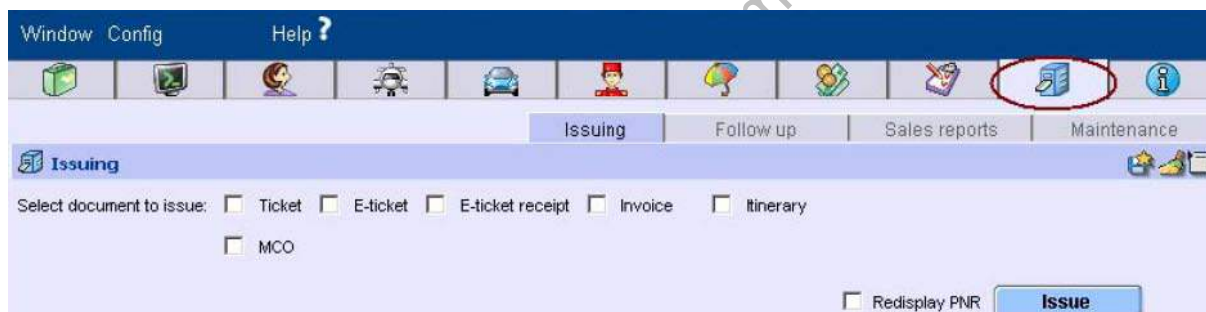 Window Config Help ?
Issuing Follow up Sales reports Maintenance
Issuing
Select document to issue: Ticket E-ticket E-ticket receipt Invoice Itinerary
MCO
Redisplay PNR Issue